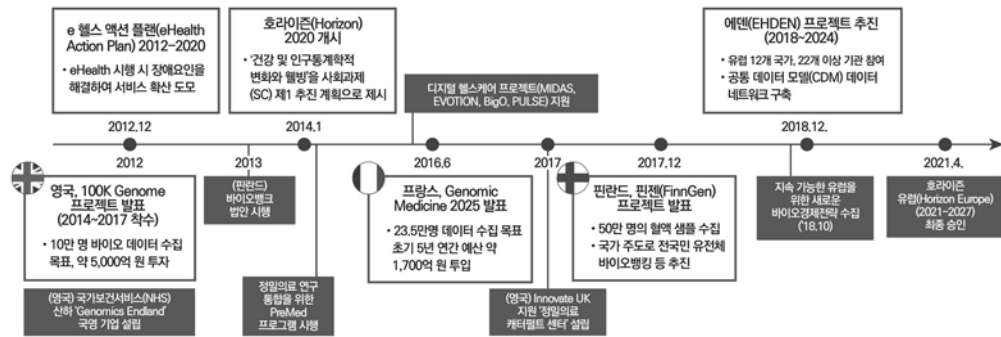 e 헬스 액션 플랜(eHealth
Action Plan) 2012-2020
• eHealth 시행 시 장애요인을
해결하여 서비스 확산 도모
호라이즌(Horizon)
2020 개시
• ‘건강 및 인구통계학적
변화와 웰빙’을 사회과제
(SC) 제1 추진 계획으로 제시
디지털 헬스케어 프로젝트(MIDAS,
EVOTION, BigO, PULSE) 지원
에덴(EHDEN) 프로젝트 추진
(2018~2024)
• 유럽 12개 국가, 22개 이상 기관 참여
• 공통 데이터 모델(CDM) 데이터
네트워크 구축
2012.12
2014.1
2018.12.
2012
2013
2016.6
2017
2017.12
2021.4.
영국, 100K Genome
프로젝트 발표
(2014~2017 착수)
• 10만 명 바이오 데이터 수집
목표, 약 5,000억 원 투자
(영국) 국가보건서비스(NHS)
산하 ‘Genomics Endland’
국영 기업 설립
(핀란드)
바이오뱅크
법안 시행
정밀의료 연구
통합을 위한
PreMed
프로그램 시행
프랑스, Genomic
Medicine 2025 발표
• 23.5만명 데이터 수집 목표
초기 5년 연간 예산 약
1,700억 원 투입
(영국) Innovate UK
지원 ‘정밀의료
캐터펄트 센터’ 설립
핀란드, 핀젠(FinnGen)
프로젝트 발표
• 50만 명의 혈액 샘플 수집
• 국가 주도로 전국민 유전체
바이오뱅킹 등 추진
지속 가능한 유럽을
위한 새로운
바이오경제전략 수집
('18.10)
호라이즌
유럽(Horizon Europe)
(2021~2027)
최종 승인